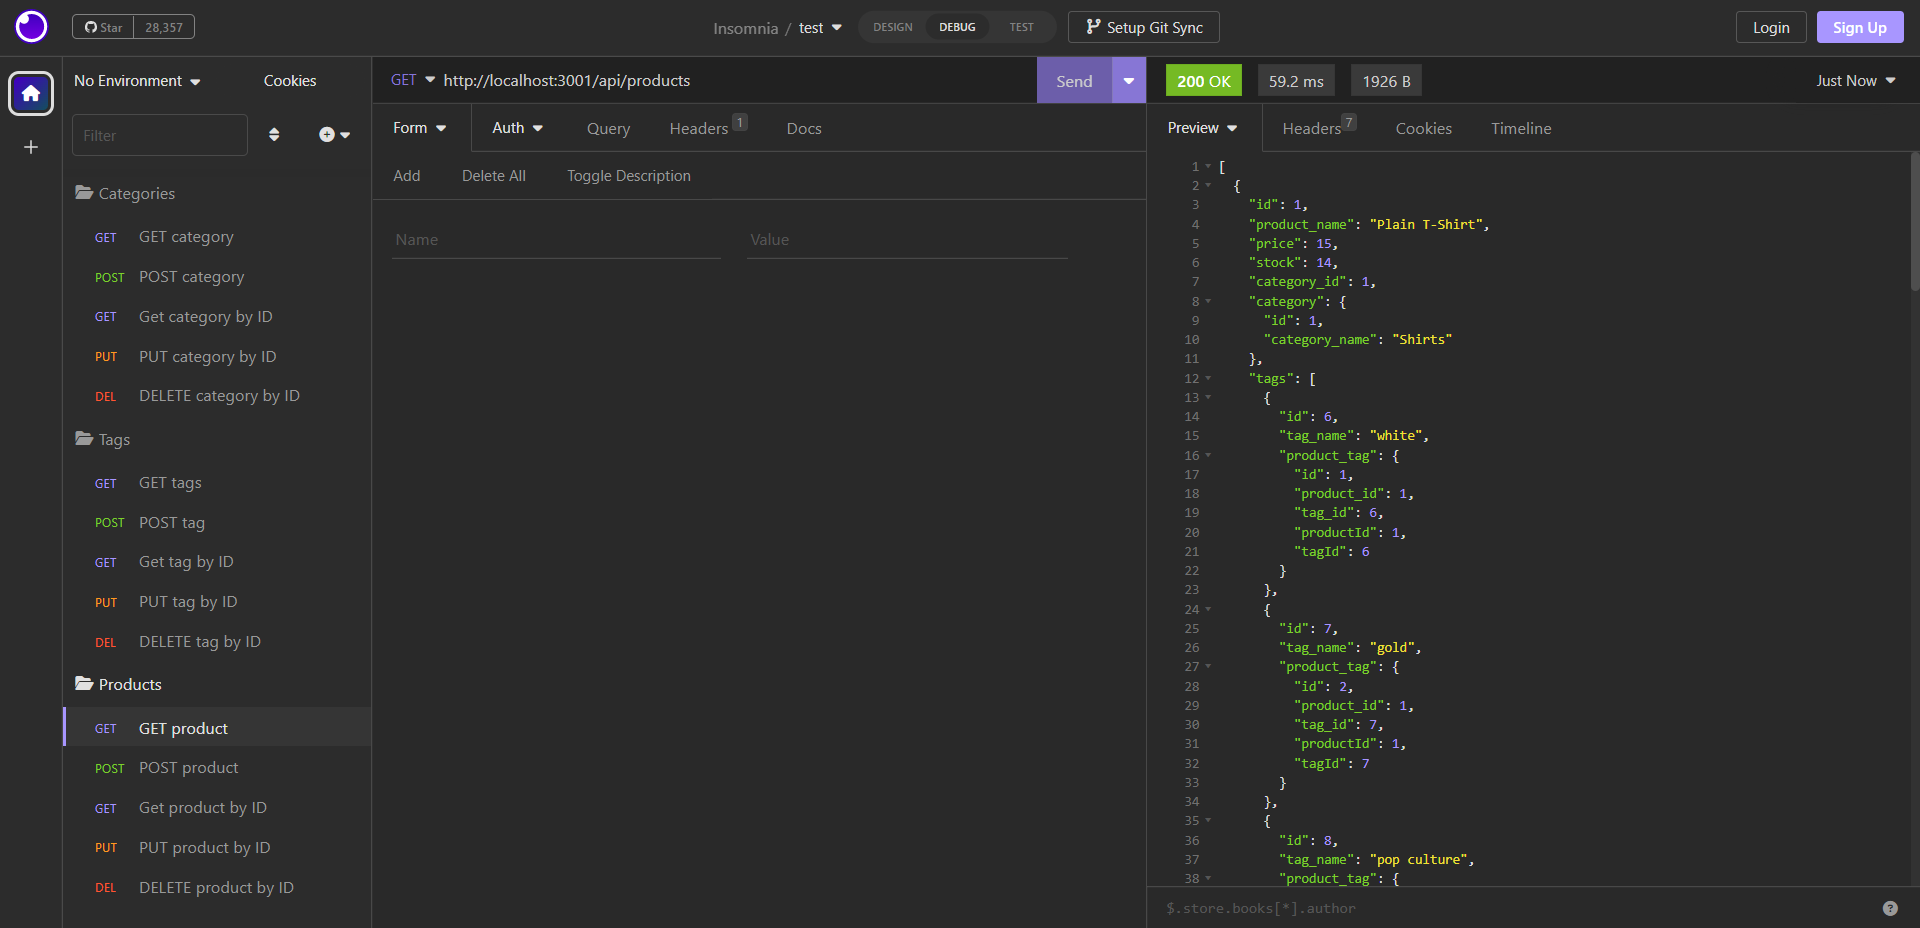 Star 28,357
Insomnia / test
DESIGN DEBUG TEST
Setup Git Sync
Login
Sign Up
No Environment
Cookies
Filter
Categories
GET GET category
POST POST category
GET Get category by ID
PUT PUT category by ID
DEL DELETE category by ID
Tags
GET GET tags
POST POST tag
GET Get tag by ID
PUT PUT tag by ID
DEL DELETE tag by ID
Products
GET GET product
POST POST product
GET Get product by ID
PUT PUT product by ID
DEL DELETE product by ID
GET http://localhost:3001/api/products
Send
Form Auth Query Headers 1 Docs
Add Delete All Toggle Description
Name Value
200 OK 59.2 ms 1926 B
Just Now
Preview Headers 7 Cookies Timeline
1 [
2 {
3 "id": 1,
4 "product_name": "Plain T-Shirt",
5 "price": 15,
6 "stock": 14,
7 "category_id": 1,
8 "category": {
9 "id": 1,
10 "category_name": "Shirts"
11 },
12 "tags": [
13 {
14 "id": 6,
15 "tag_name": "white",
16 "product_tag": {
17 "id": 1,
18 "product_id": 1,
19 "tag_id": 6,
20 "productId": 1,
21 "tagId": 6
22 }
23 },
24 {
25 "id": 7,
26 "tag_name": "gold",
27 "product_tag": {
28 "id": 2,
29 "product_id": 1,
30 "tag_id": 7,
31 "productId": 1,
32 "tagId": 7
33 }
34 },
35 {
36 "id": 8,
37 "tag_name": "pop culture",
38 "product_tag": {
$.store.books[*].author